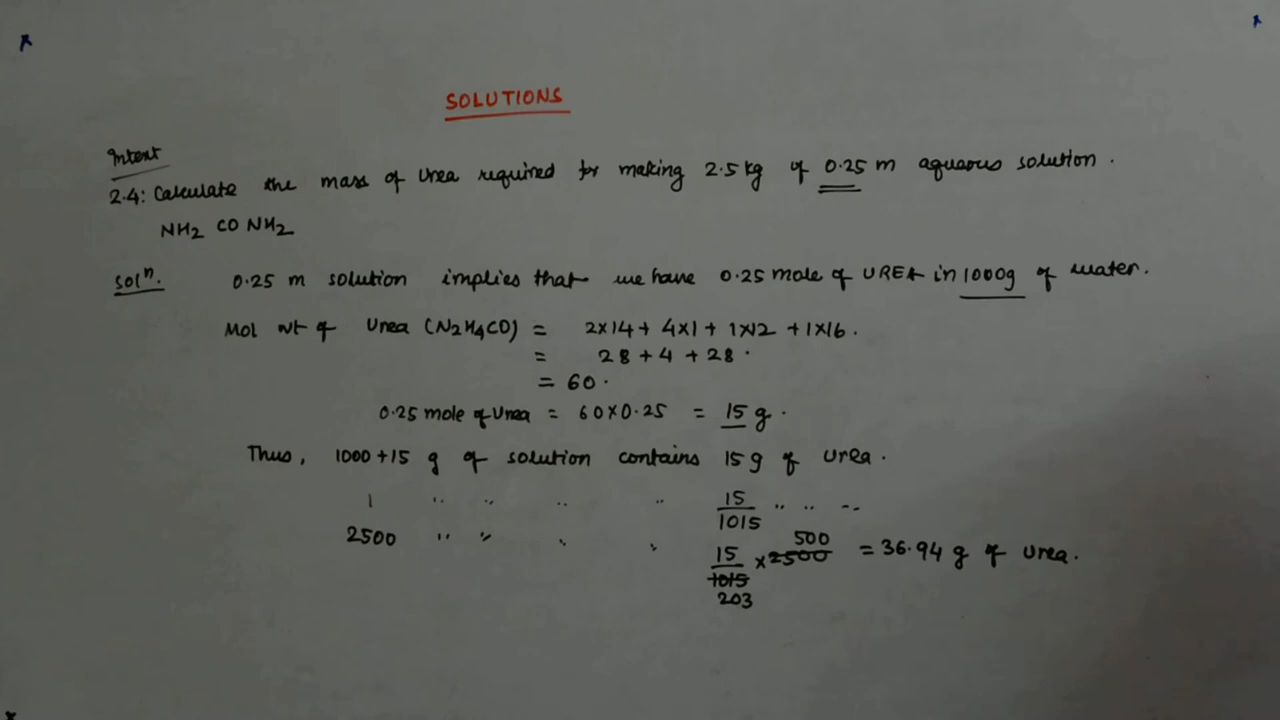 SOLUTIONS
Intext
2.4: Calculate the mass of Urea required for making 2.5 kg of 0.25 m aqueous solution.
NH2 CO NH2
Solⁿ. 0.25 m solution implies that we have 0.25 mole of UREA in 1000g of water.
Mol wt of Urea (N2H4CO) = 2×14 + 4×1 + 1×12 + 1×16.
= 28 + 4 + 28.
= 60.
0.25 mole of Urea = 60×0.25 = 15 g.
Thus, 1000+15 g of solution contains 15g of Urea.
1 " " " " 15/1015 " " "
2500 " " " " 15/1015 × 2500 = 36.94 g of Urea.
500
203